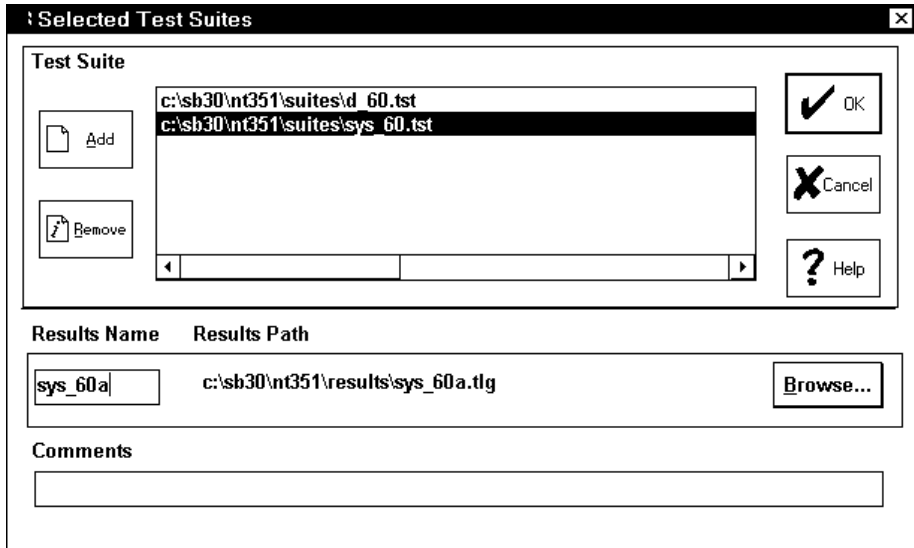 Selected Test Suites
Test Suite
c:\sb30\nt351\suites\d_60.tst
c:\sb30\nt351\suites\sys_60.tst
Add
Remove
OK
Cancel
Help
Results Name Results Path
sys_60a c:\sb30\nt351\results\sys_60a.tlg Browse...
Comments